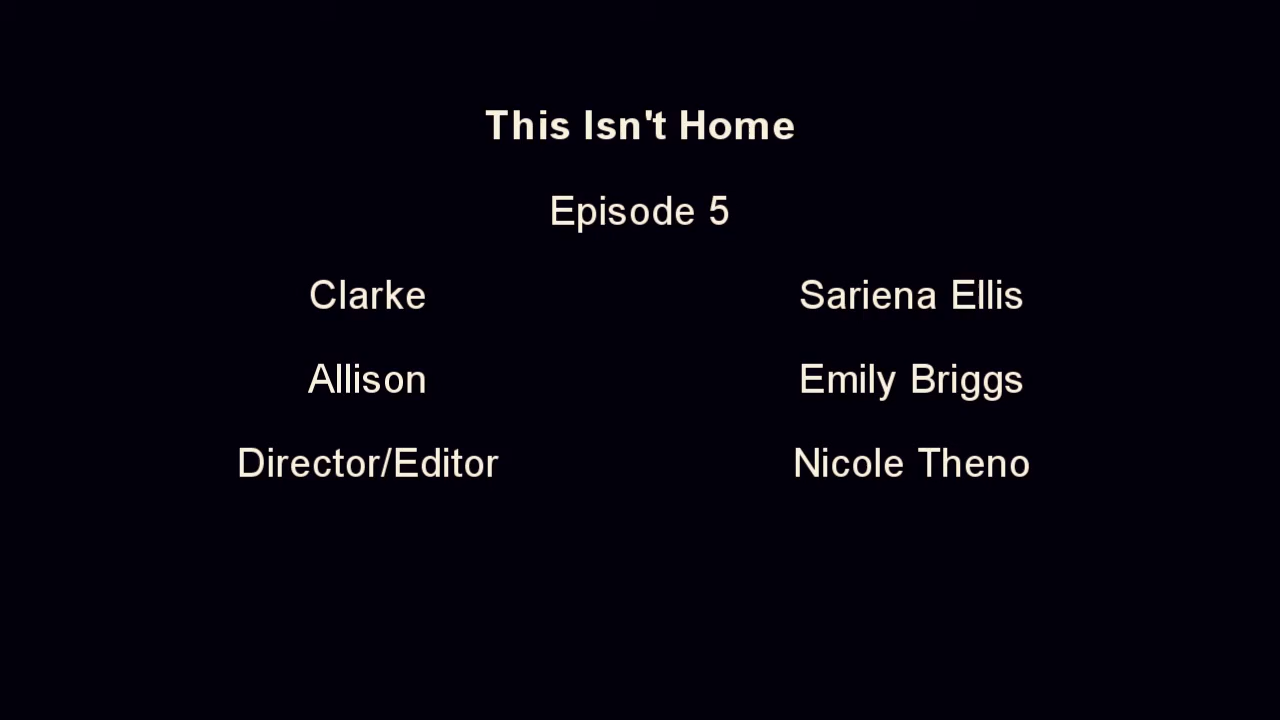 This Isn't Home
Episode 5
Clarke Sariena Ellis
Allison Emily Briggs
Director/Editor Nicole Theno